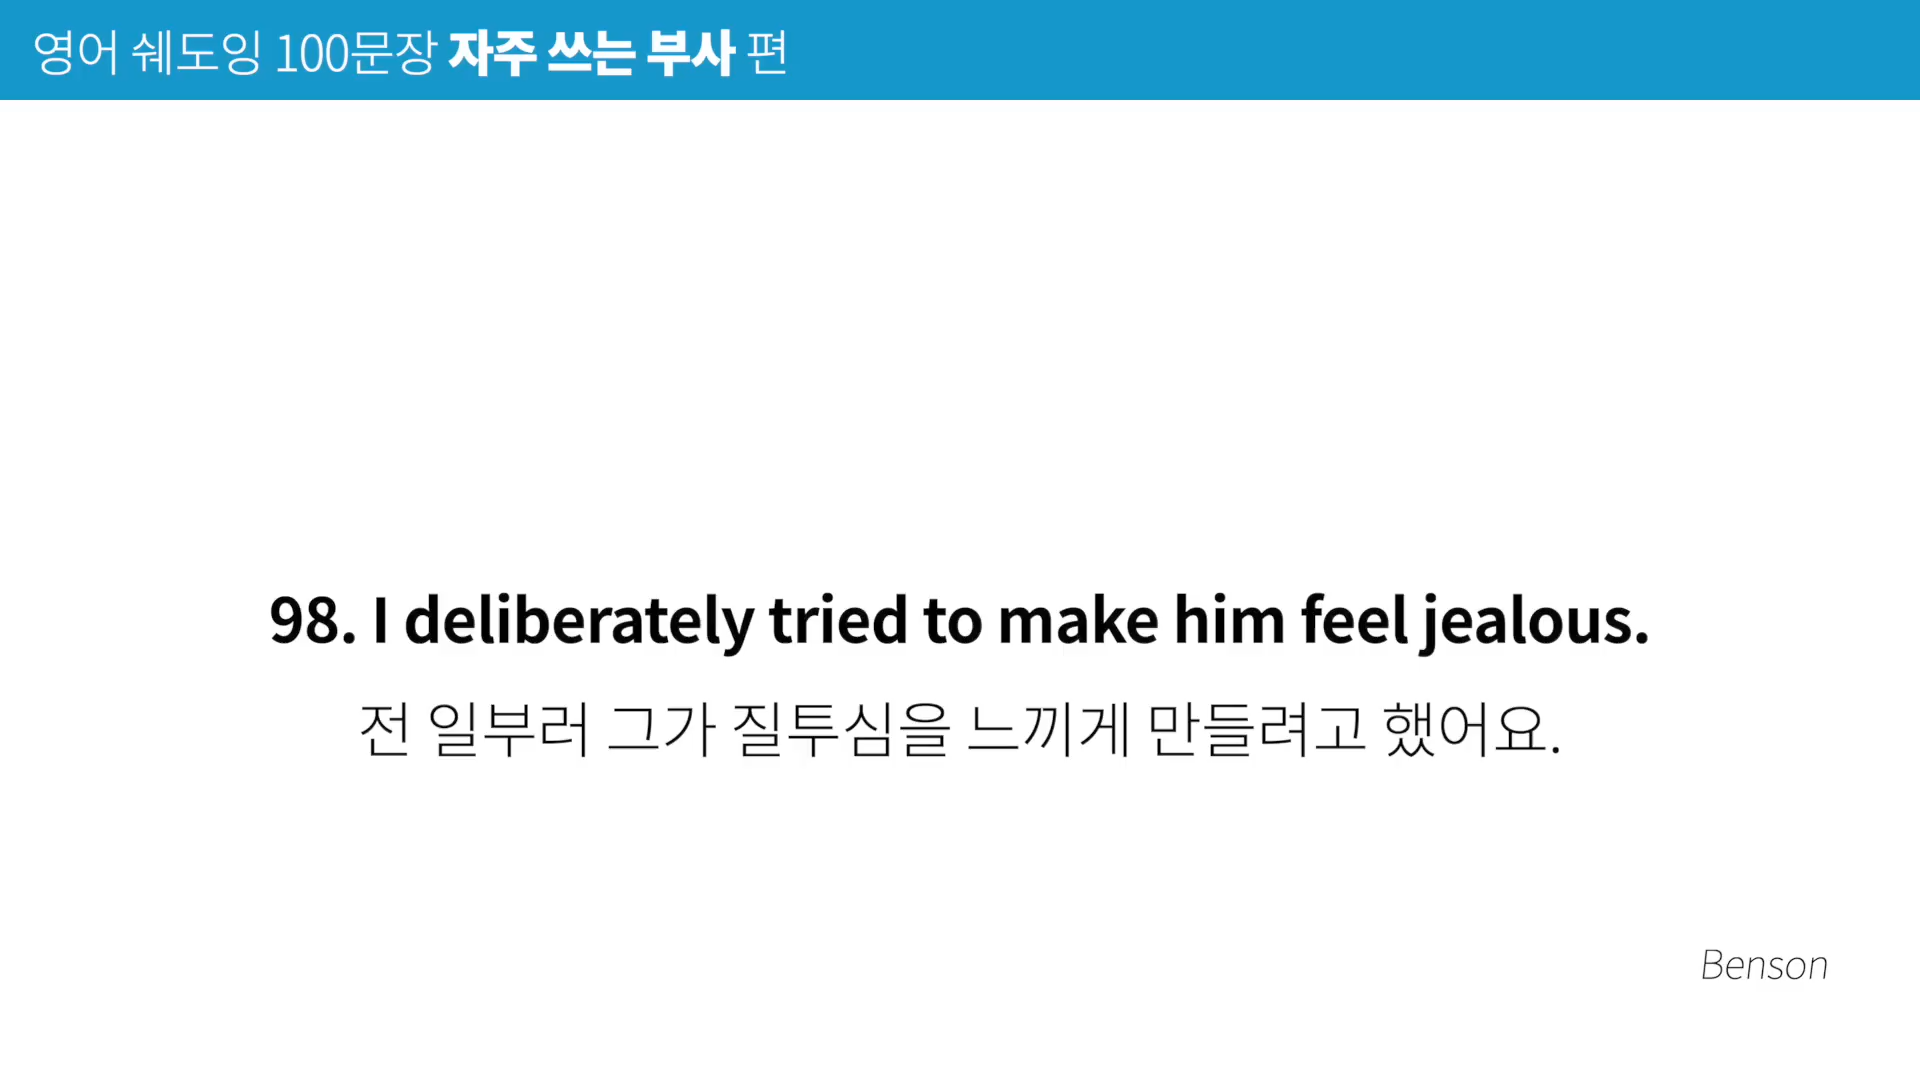 영어 쉐도잉 100문장 자주 쓰는 부사 편
98. I deliberately tried to make him feel jealous.
전 일부러 그가 질투심을 느끼게 만들려고 했어요.
Benson